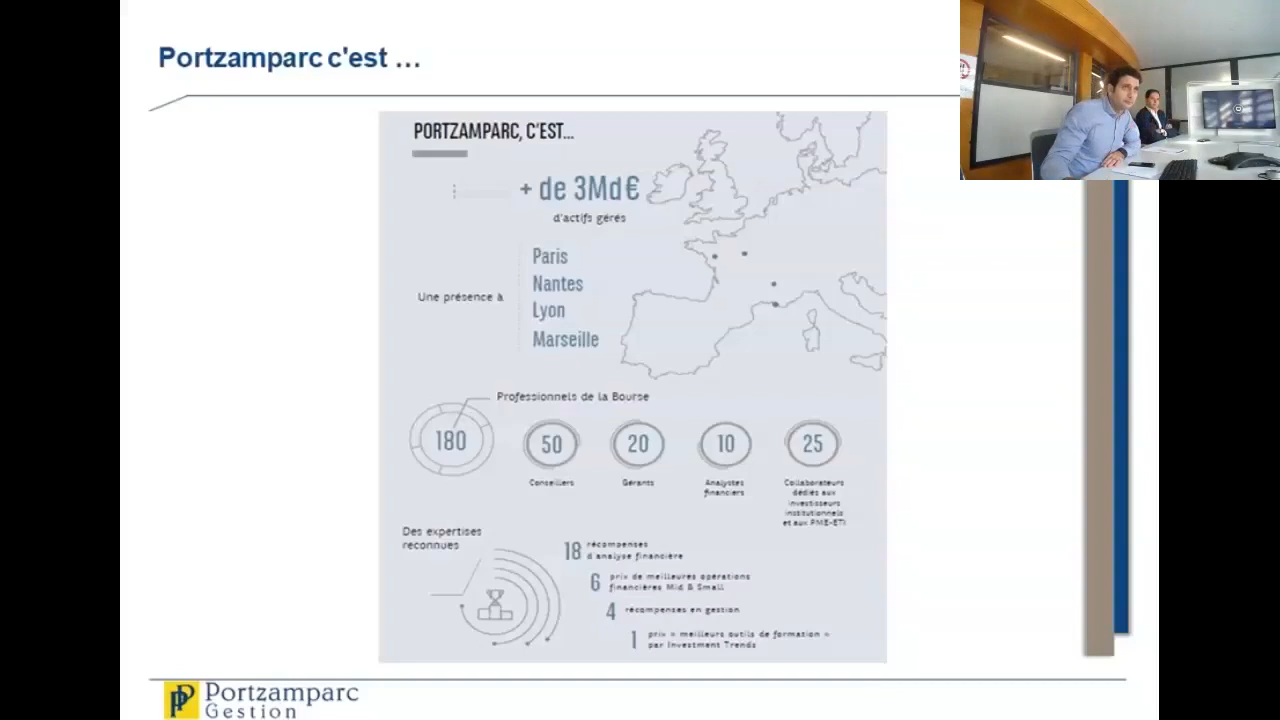 Portzamparc c'est ...
PORTZAMPARC, C'EST...
+ de 3Md€
d'actifs gérés
Une présence à
Paris
Nantes
Lyon
Marseille
Professionnels de la Bourse
180
50
Conseillers
20
Gérants
10
Analystes
financiers
25
Collaborateurs
dédiés aux
investisseurs
institutionnels
et aux PME-ETI
Des expertises
reconnues
18 récompenses
d'analyse financière
6 prix de meilleures opérations
financières Mid & Small
4 récompenses en gestion
1 prix « meilleurs outils de formation »
par Investment Trends
Portzamparc
Gestion